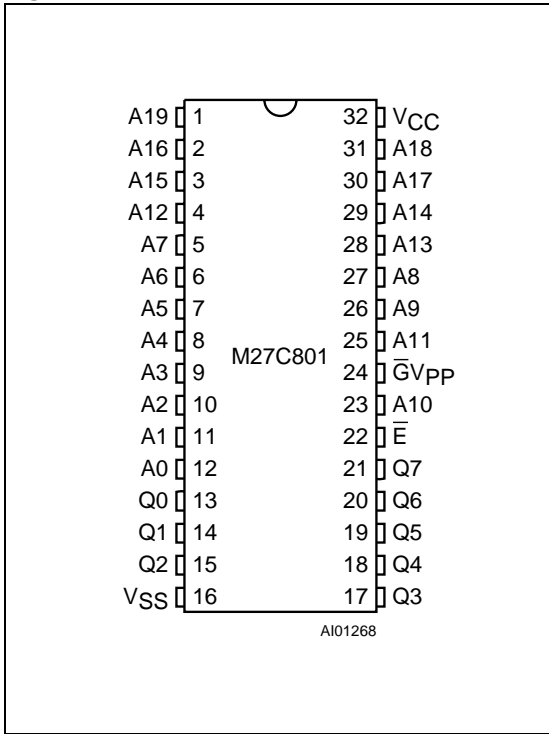 A19 1 32 VCC
A16 2 31 A18
A15 3 30 A17
A12 4 29 A14
A7 5 28 A13
A6 6 27 A8
A5 7 26 A9
A4 8 25 A11
M27C801
A3 9 24 G̅VPP
A2 10 23 A10
A1 11 22 E̅
A0 12 21 Q7
Q0 13 20 Q6
Q1 14 19 Q5
Q2 15 18 Q4
VSS 16 17 Q3
AI01268